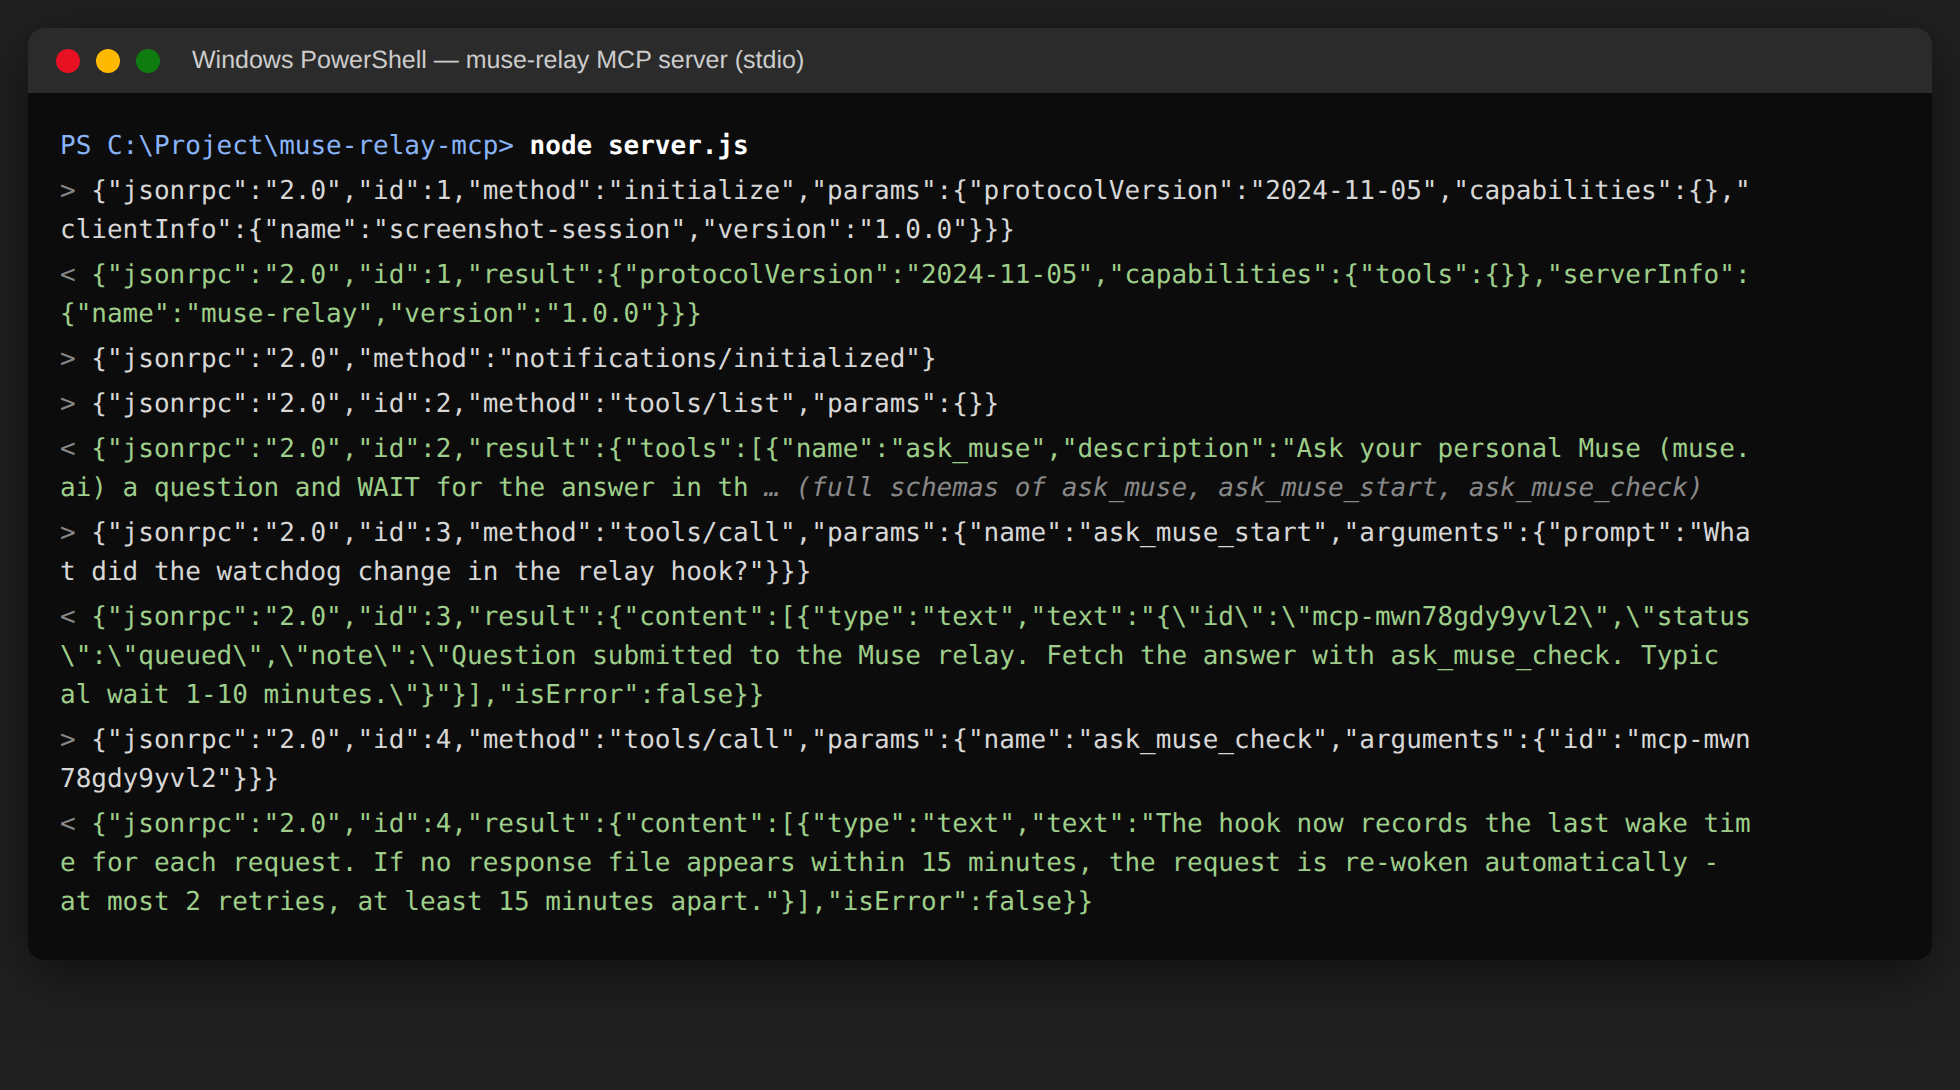 Windows PowerShell — muse-relay MCP server (stdio)
PS C:\Project\muse-relay-mcp> node server.js
> {"jsonrpc":"2.0","id":1,"method":"initialize","params":{"protocolVersion":"2024-11-05","capabilities":{},"
clientInfo":{"name":"screenshot-session","version":"1.0.0"}}}
< {"jsonrpc":"2.0","id":1,"result":{"protocolVersion":"2024-11-05","capabilities":{"tools":{}},"serverInfo":
{"name":"muse-relay","version":"1.0.0"}}}
> {"jsonrpc":"2.0","method":"notifications/initialized"}
> {"jsonrpc":"2.0","id":2,"method":"tools/list","params":{}}
< {"jsonrpc":"2.0","id":2,"result":{"tools":[{"name":"ask_muse","description":"Ask your personal Muse (muse.
ai) a question and WAIT for the answer in th … (full schemas of ask_muse, ask_muse_start, ask_muse_check)
> {"jsonrpc":"2.0","id":3,"method":"tools/call","params":{"name":"ask_muse_start","arguments":{"prompt":"Wha
t did the watchdog change in the relay hook?"}}}
< {"jsonrpc":"2.0","id":3,"result":{"content":[{"type":"text","text":"{\"id\":\"mcp-mwn78gdy9yvl2\",\"status
\":\"queued\",\"note\":\"Question submitted to the Muse relay. Fetch the answer with ask_muse_check. Typic
al wait 1-10 minutes.\"}"}],"isError":false}}
> {"jsonrpc":"2.0","id":4,"method":"tools/call","params":{"name":"ask_muse_check","arguments":{"id":"mcp-mwn
78gdy9yvl2"}}}
< {"jsonrpc":"2.0","id":4,"result":{"content":[{"type":"text","text":"The hook now records the last wake tim
e for each request. If no response file appears within 15 minutes, the request is re-woken automatically -
at most 2 retries, at least 15 minutes apart."}],"isError":false}}